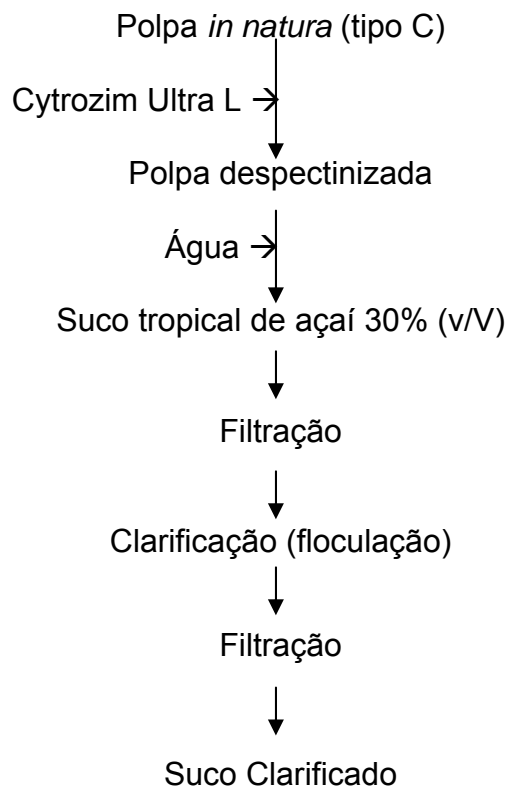 Polpa in natura (tipo C)
Cytrozim Ultra L →
Polpa despectinizada
Água →
Suco tropical de açaí 30% (v/V)
Filtração
Clarificação (floculação)
Filtração
Suco Clarificado